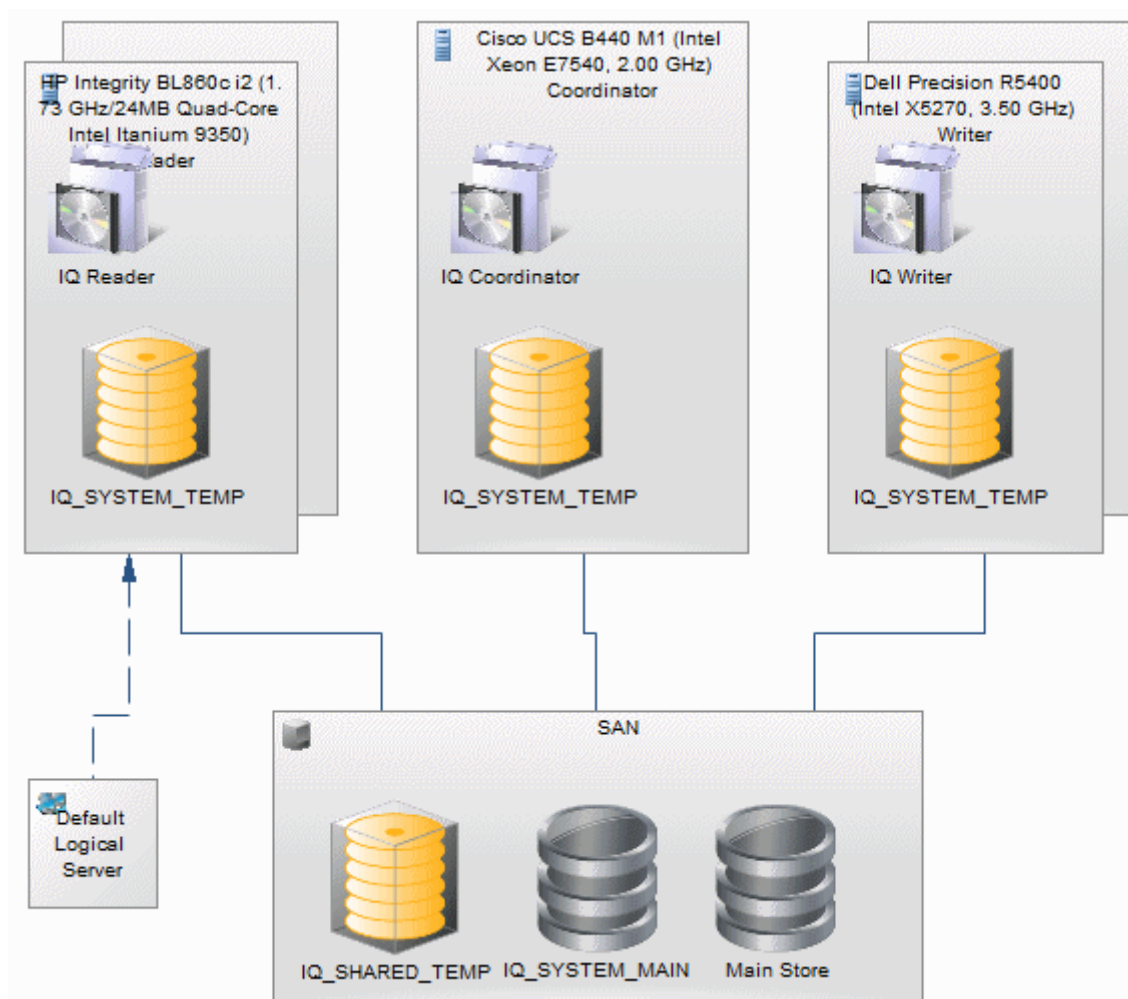 HP Integrity BL860c i2 (1.
73 GHz/24MB Quad-Core
Intel Itanium 9350)
IQ Reader
IQ_SYSTEM_TEMP
Cisco UCS B440 M1 (Intel
Xeon E7540, 2.00 GHz)
Coordinator
IQ Coordinator
IQ_SYSTEM_TEMP
Dell Precision R5400
(Intel X5270, 3.50 GHz)
Writer
IQ Writer
IQ_SYSTEM_TEMP
Default
Logical
Server
SAN
IQ_SHARED_TEMP
IQ_SYSTEM_MAIN
Main Store